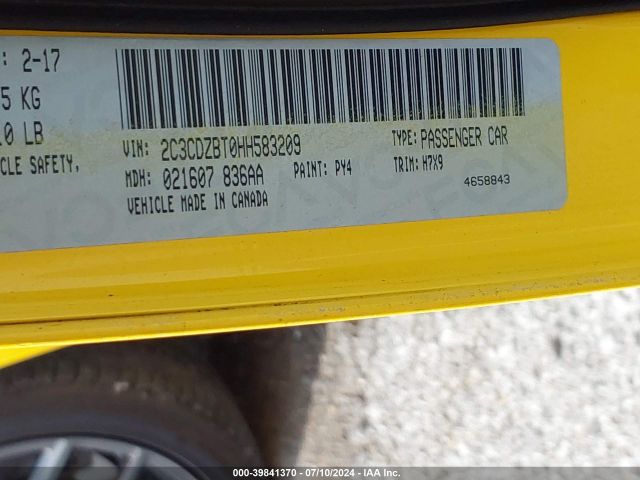 : 2-17
5 KG
10 LB
CLE SAFETY,
VIN: 2C3CDZBT0HH583209
TYPE: PASSENGER CAR
MDH: 021607 836AA
PAINT: PY4
TRIM: H7X9
VEHICLE MADE IN CANADA
4658843
000-39841370 - 07/10/2024 - IAA Inc.